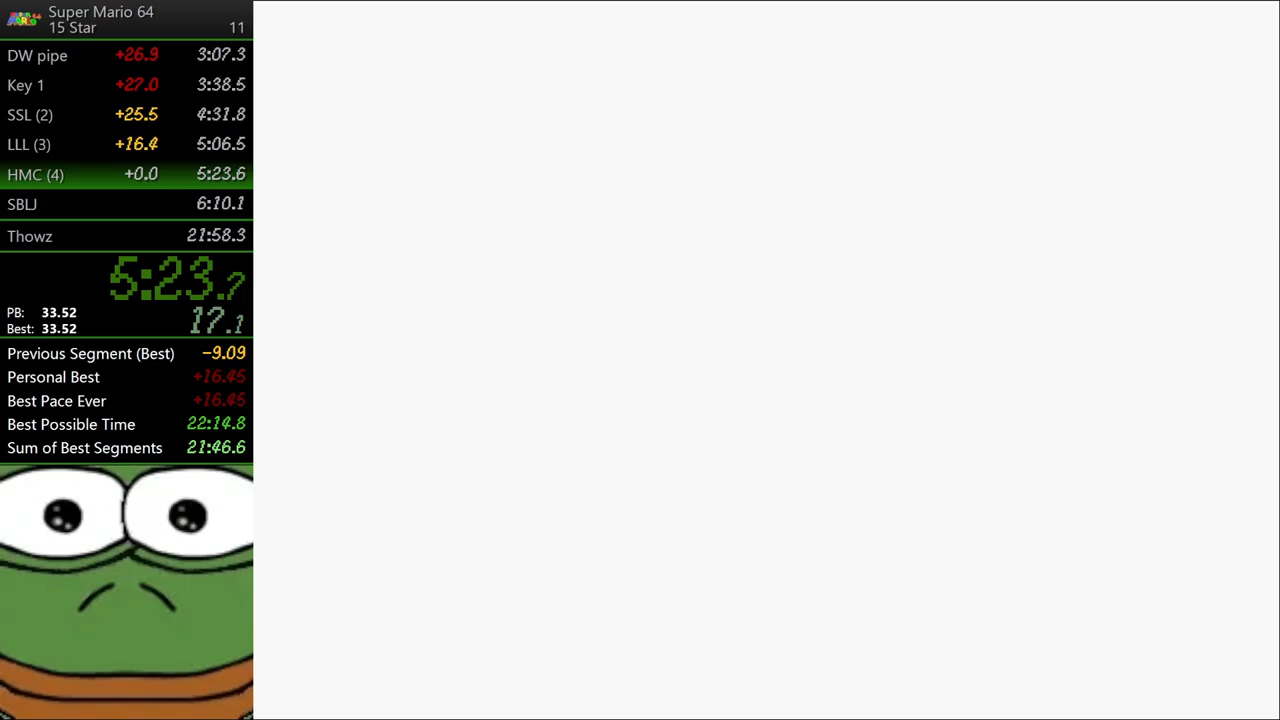 Super Mario 64
15 Star 11
DW pipe +26.9 3:07.3
Key 1 +27.0 3:38.5
SSL (2) +25.5 4:31.8
LLL (3) +16.4 5:06.5
HMC (4) +0.0 5:23.6
SBLJ 6:10.1
Thowz 21:58.3
5:23.7
PB: 33.52
Best: 33.52
17.1
Previous Segment (Best) −9.09
Personal Best +16.45
Best Pace Ever +16.45
Best Possible Time 22:14.8
Sum of Best Segments 21:46.6